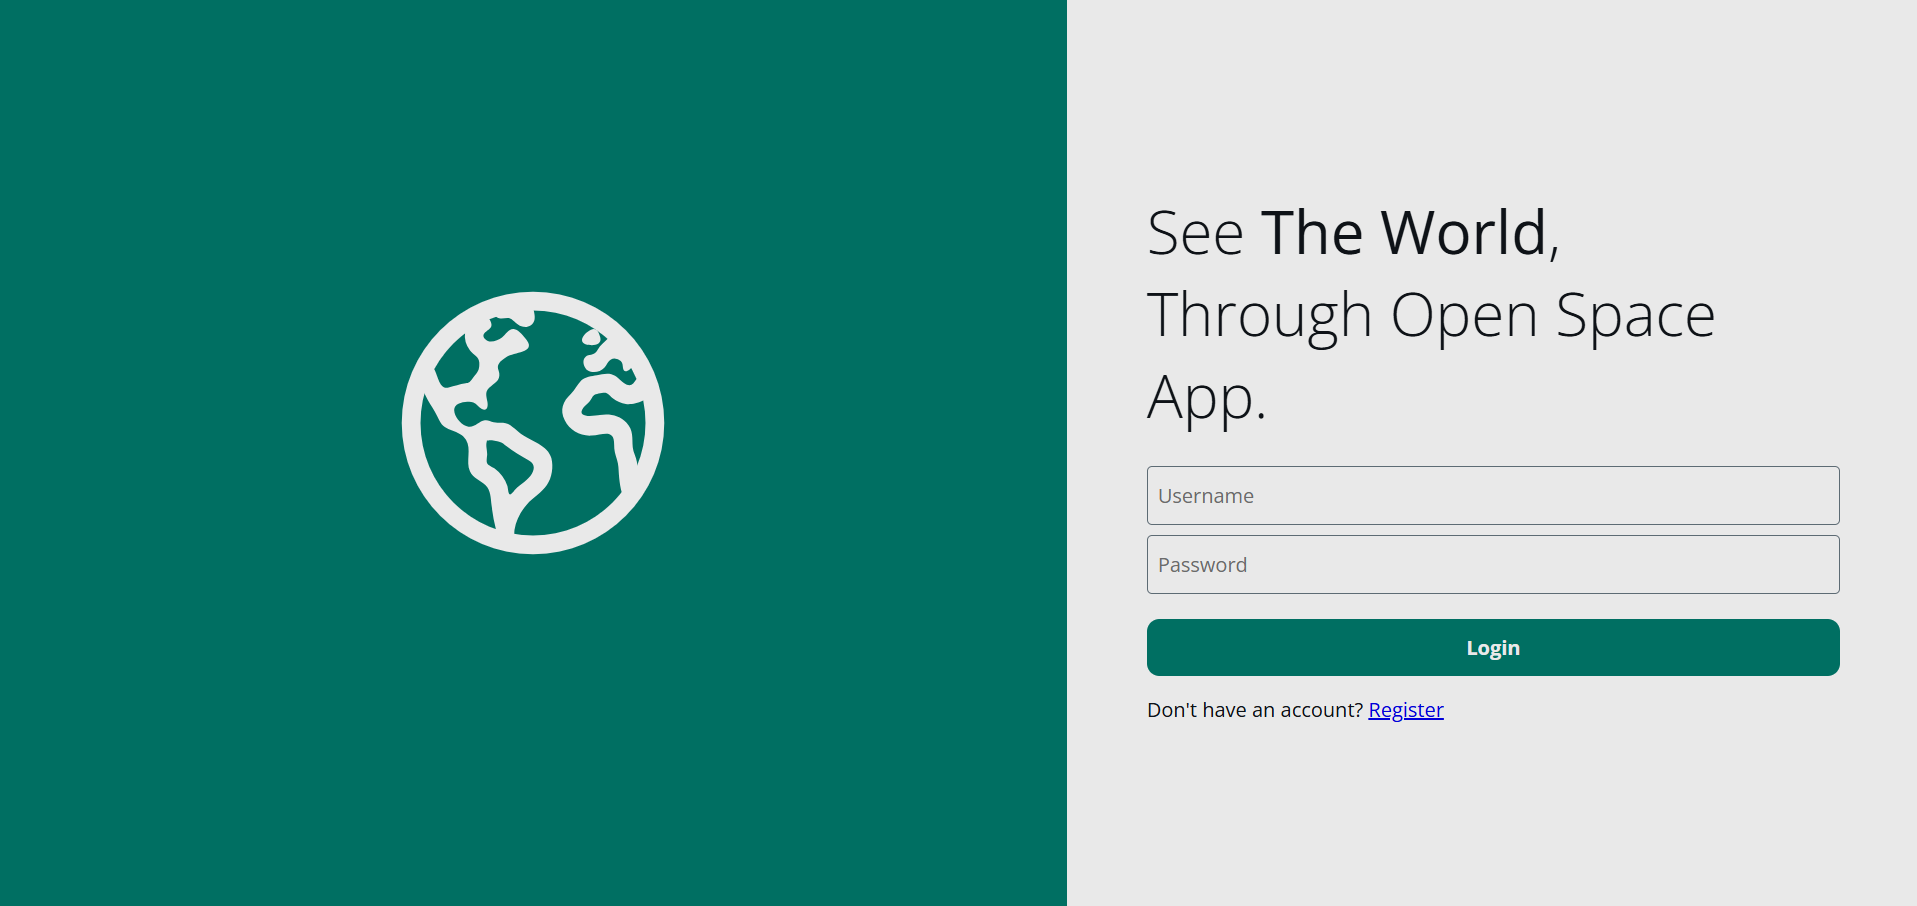 See The World,
Through Open Space
App.
Username
Password
Login
Don't have an account? Register